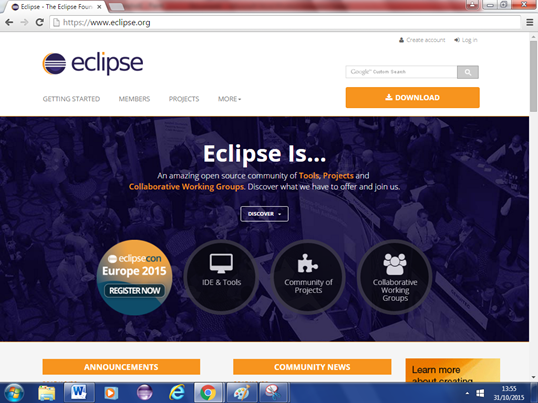 Eclipse - The Eclipse Foun
https://www.eclipse.org
Create account Log in
eclipse
Google™ Custom Search
GETTING STARTED MEMBERS PROJECTS MORE
DOWNLOAD
Eclipse Is...
An amazing open source community of Tools, Projects and
Collaborative Working Groups. Discover what we have to offer and join us.
DISCOVER
eclipsecon
Europe 2015
REGISTER NOW
IDE & Tools
Community of
Projects
Collaborative
Working
Groups
ANNOUNCEMENTS
COMMUNITY NEWS
Learn more
about creating
13:55
31/10/2015